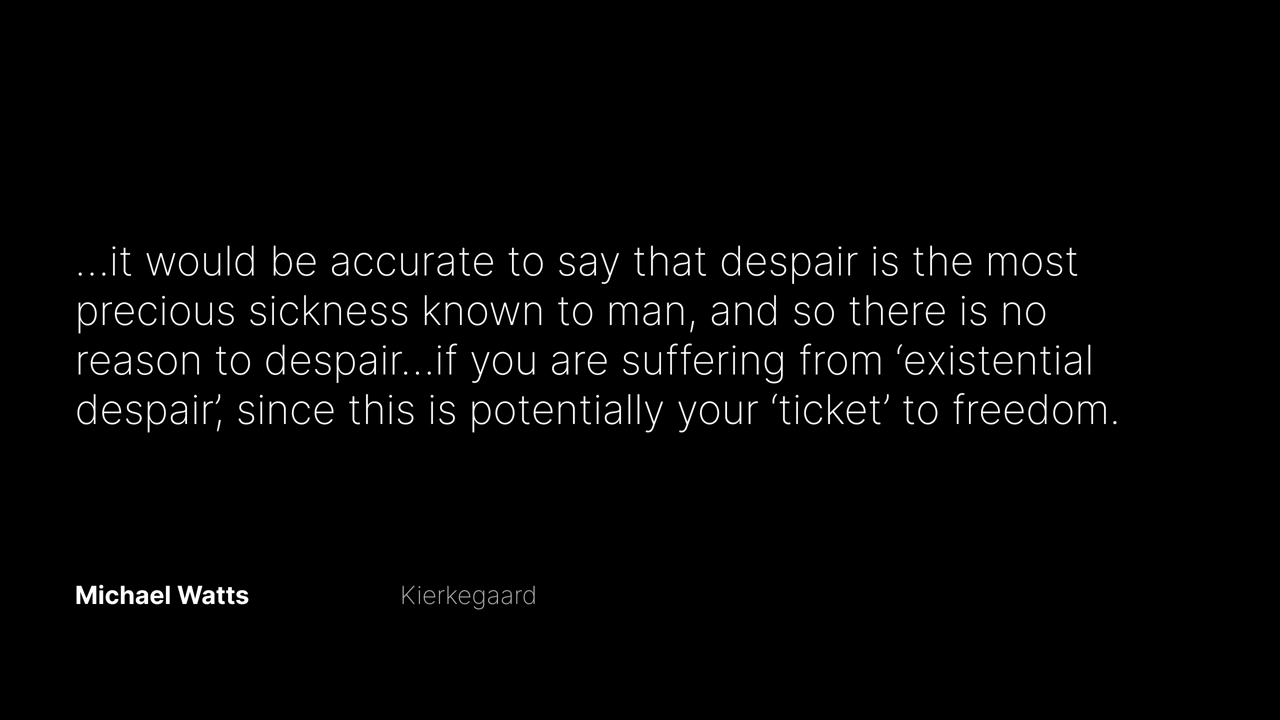 …it would be accurate to say that despair is the most
precious sickness known to man, and so there is no
reason to despair…if you are suffering from ‘existential
despair’, since this is potentially your ‘ticket’ to freedom.
Michael Watts Kierkegaard